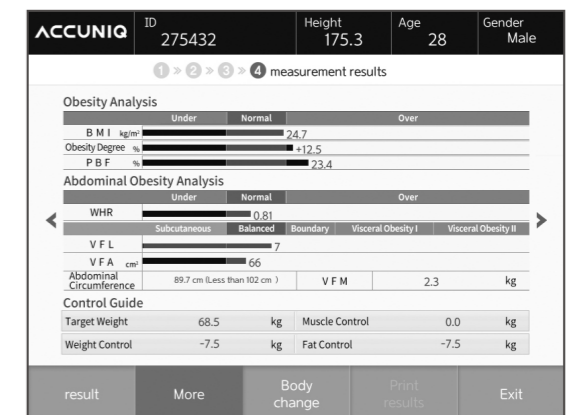 ACCUNIQ
ID
275432
Height
175.3
Age
28
Gender
Male
1 » 2 » 3 » 4 measurement results
Obesity Analysis
Under Normal Over
B M I kg/m² 24.7
Obesity Degree % +12.5
P B F % 23.4
Abdominal Obesity Analysis
Under Normal Over
WHR 0.81
Subcutaneous Balanced Boundary Visceral Obesity I Visceral Obesity II
V F L 7
V F A cm² 66
Abdominal Circumference 89.7 cm (Less than 102 cm ) V F M 2.3 kg
Control Guide
Target Weight 68.5 kg Muscle Control 0.0 kg
Weight Control -7.5 kg Fat Control -7.5 kg
result More Body change Print results Exit